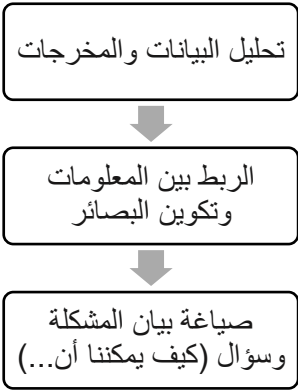 تحليل البيانات والمخرجات
الربط بين المعلومات
وتكوين البصائر
صياغة بيان المشكلة
وسؤال (كيف يمكننا أن...)